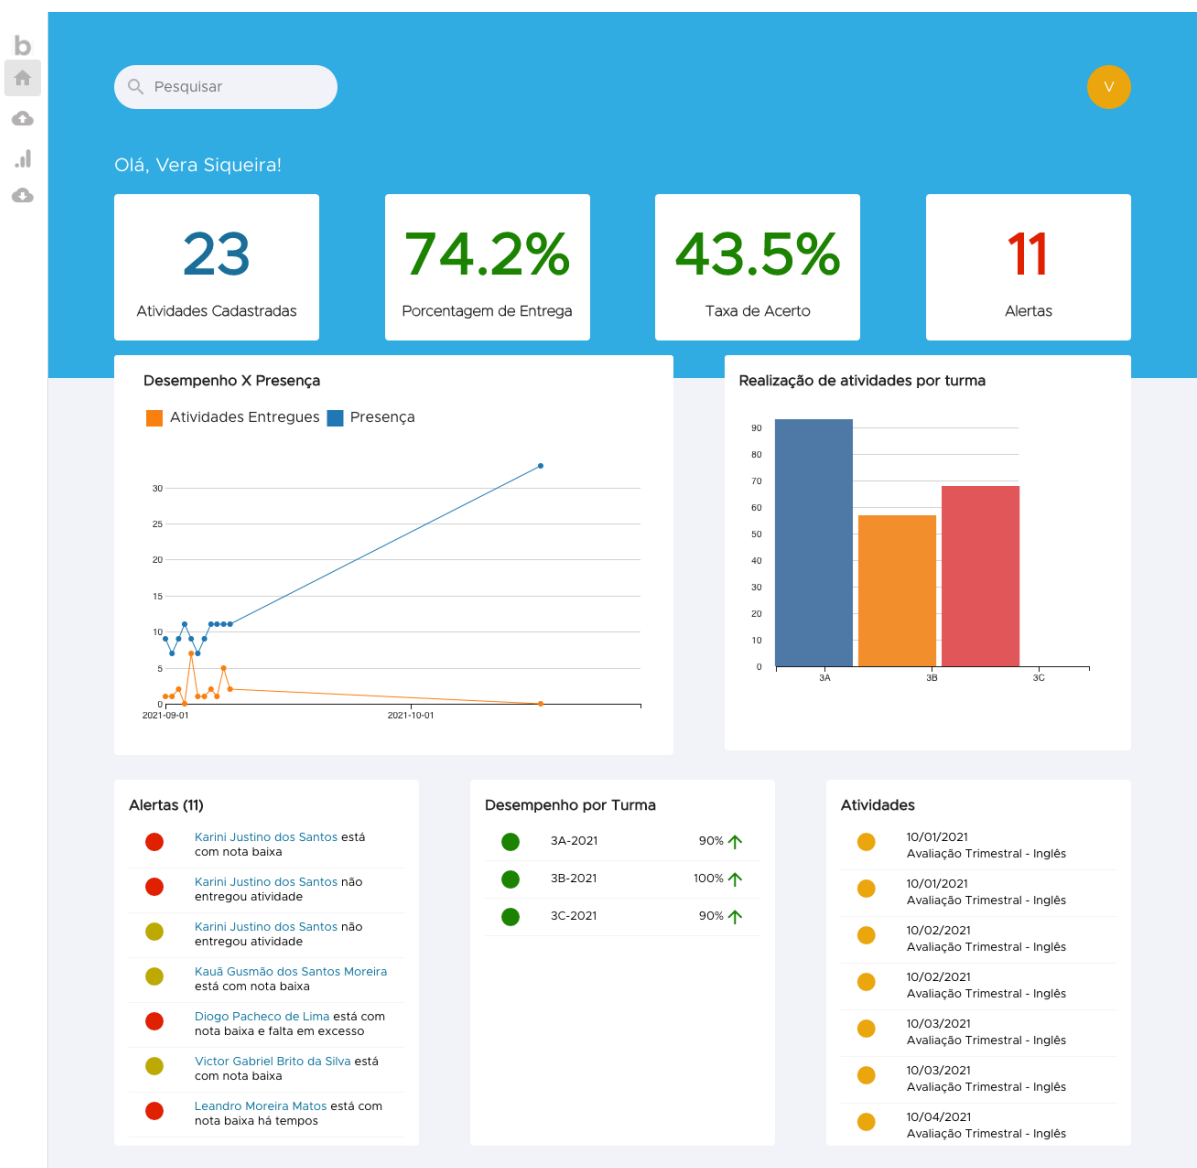 b
Pesquisar
V
Olá, Vera Siqueira!
23
Atividades Cadastradas
74.2%
Porcentagem de Entrega
43.5%
Taxa de Acerto
11
Alertas
Desempenho X Presença
Atividades Entregues Presença
30
25
20
15
10
5
0
2021-09-01 2021-10-01
Realização de atividades por turma
90
80
70
60
50
40
30
20
10
0
3A 3B 3C
Alertas (11)
Karini Justino dos Santos está
com nota baixa
Karini Justino dos Santos não
entregou atividade
Karini Justino dos Santos não
entregou atividade
Kauã Gusmão dos Santos Moreira
está com nota baixa
Diogo Pacheco de Lima está com
nota baixa e falta em excesso
Victor Gabriel Brito da Silva está
com nota baixa
Leandro Moreira Matos está com
nota baixa há tempos
Desempenho por Turma
3A-2021 90%
3B-2021 100%
3C-2021 90%
Atividades
10/01/2021
Avaliação Trimestral - Inglês
10/01/2021
Avaliação Trimestral - Inglês
10/02/2021
Avaliação Trimestral - Inglês
10/02/2021
Avaliação Trimestral - Inglês
10/03/2021
Avaliação Trimestral - Inglês
10/03/2021
Avaliação Trimestral - Inglês
10/04/2021
Avaliação Trimestral - Inglês